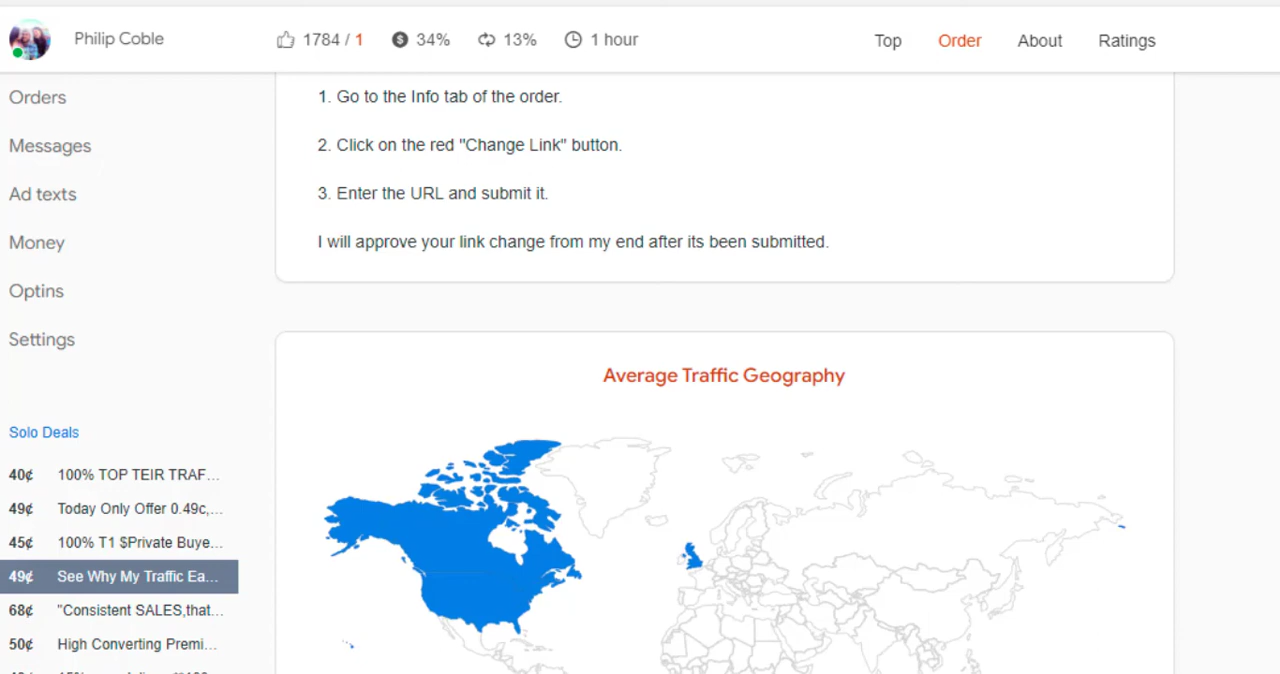 Philip Coble
1784 / 1
34%
13%
1 hour
Top
Order
About
Ratings
Orders
Messages
Ad texts
Money
Optins
Settings
Solo Deals
40¢ 100% TOP TEIR TRAF...
49¢ Today Only Offer 0.49c,...
45¢ 100% T1 $Private Buye...
49¢ See Why My Traffic Ea...
68¢ "Consistent SALES,that...
50¢ High Converting Premi...
1. Go to the Info tab of the order.
2. Click on the red "Change Link" button.
3. Enter the URL and submit it.
I will approve your link change from my end after its been submitted.
Average Traffic Geography